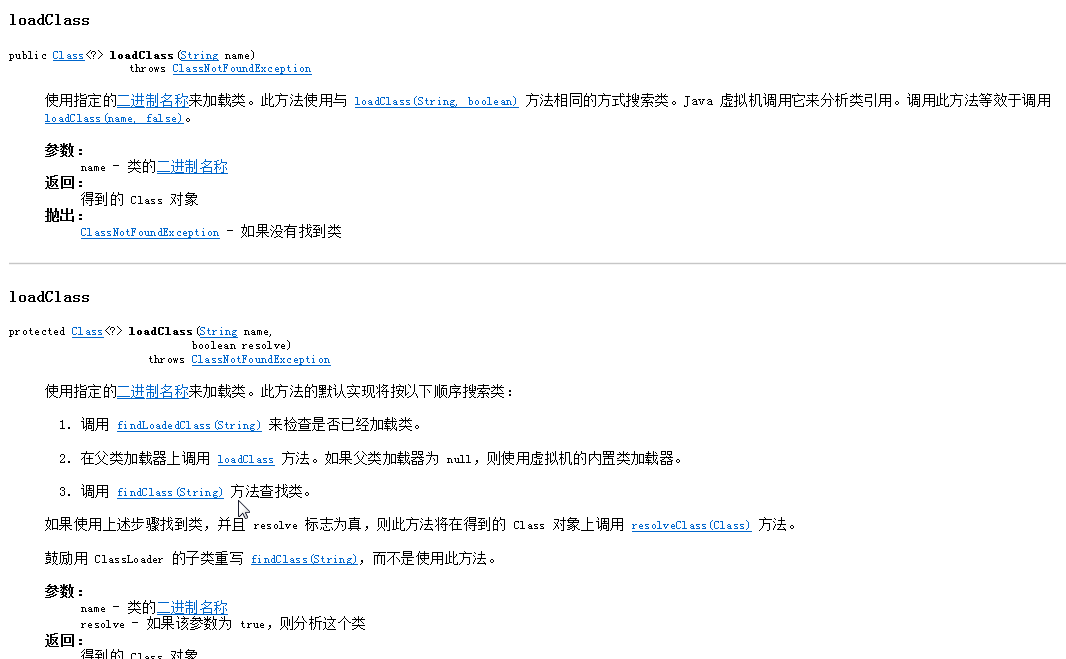 loadClass
public Class<?> loadClass(String name)
throws ClassNotFoundException
使用指定的二进制名称来加载类。此方法使用与 loadClass(String, boolean) 方法相同的方式搜索类。Java 虚拟机调用它来分析类引用。调用此方法等效于调用
loadClass(name, false)。
参数：
name - 类的二进制名称
返回：
得到的 Class 对象
抛出：
ClassNotFoundException - 如果没有找到类
loadClass
protected Class<?> loadClass(String name,
boolean resolve)
throws ClassNotFoundException
使用指定的二进制名称来加载类。此方法的默认实现将按以下顺序搜索类：
1. 调用 findLoadedClass(String) 来检查是否已经加载类。
2. 在父类加载器上调用 loadClass 方法。如果父类加载器为 null，则使用虚拟机的内置类加载器。
3. 调用 findClass(String) 方法查找类。
如果使用上述步骤找到类，并且 resolve 标志为真，则此方法将在得到的 Class 对象上调用 resolveClass(Class) 方法。
鼓励用 ClassLoader 的子类重写 findClass(String)，而不是使用此方法。
参数：
name - 类的二进制名称
resolve - 如果该参数为 true，则分析这个类
返回：
得到的 Class 对象